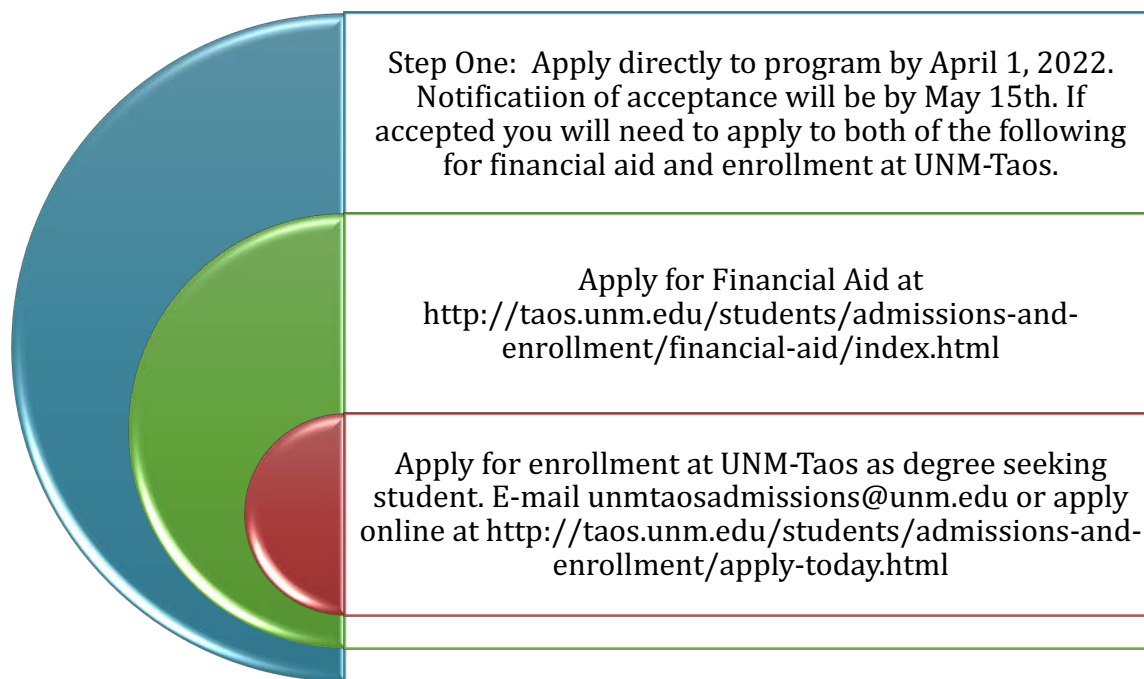 Step One:  Apply directly to program by April 1, 2022.
Notificatiion of acceptance will be by May 15th. If
accepted you will need to apply to both of the following
for financial aid and enrollment at UNM-Taos.
Apply for Financial Aid at
http://taos.unm.edu/students/admissions-and-
enrollment/financial-aid/index.html
Apply for enrollment at UNM-Taos as degree seeking
student. E-mail unmtaosadmissions@unm.edu or apply
online at http://taos.unm.edu/students/admissions-and-
enrollment/apply-today.html